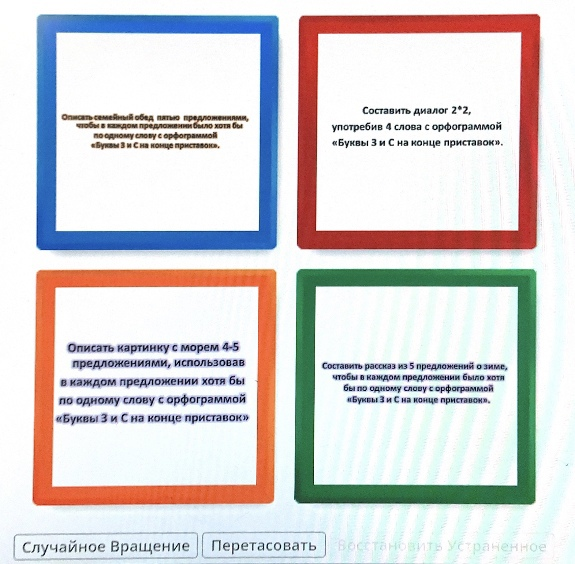 Описать семейный обед пятью предложениями,
чтобы в каждом предложении было хотя бы
по одному слову с орфограммой
«Буквы З и С на конце приставок».
Составить диалог 2*2,
употребив 4 слова с орфограммой
«Буквы З и С на конце приставок».
Описать картинку с морем 4-5
предложениями, использовав
в каждом предложении хотя бы
по одному слову с орфограммой
«Буквы З и С на конце приставок»
Составить рассказ из 5 предложений о зиме,
чтобы в каждом предложении было хотя
бы по одному слову с орфограммой
«Буквы З и С на конце приставок».
Случайное Вращение
Перетасовать
Восстановить Устраненное